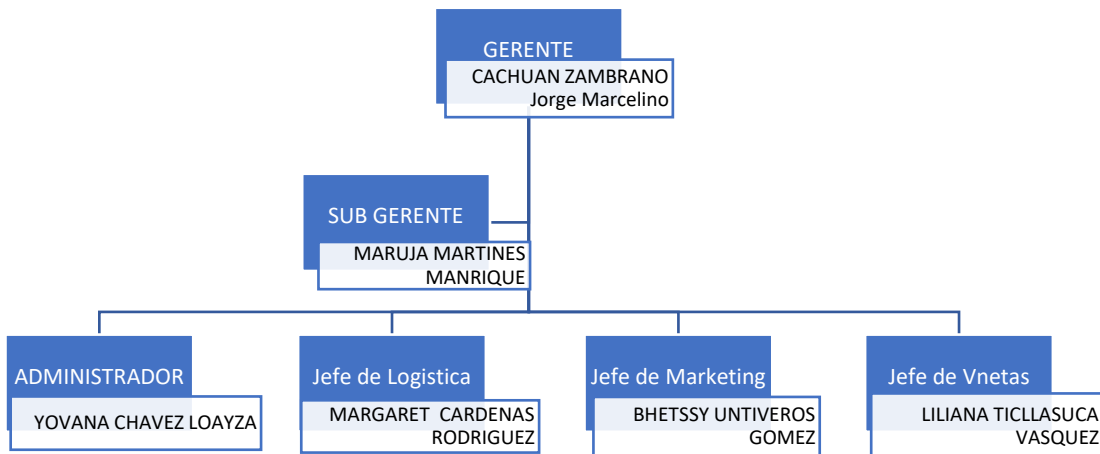 GERENTE
CACHUAN ZAMBRANO
Jorge Marcelino
SUB GERENTE
MARUJA MARTINES
MANRIQUE
ADMINISTRADOR
YOVANA CHAVEZ LOAYZA
Jefe de Logistica
MARGARET CARDENAS
RODRIGUEZ
Jefe de Marketing
BHETSSY UNTIVEROS
GOMEZ
Jefe de Vnetas
LILIANA TICLLASUCA
VASQUEZ